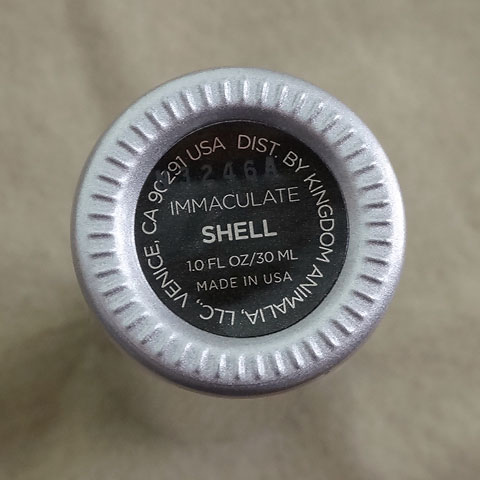 DIST. BY KINGDOM ANIMALIA, LLC., VENICE, CA 90291 USA
1246A
IMMACULATE
SHELL
1.0 FL OZ/30 ML
MADE IN USA